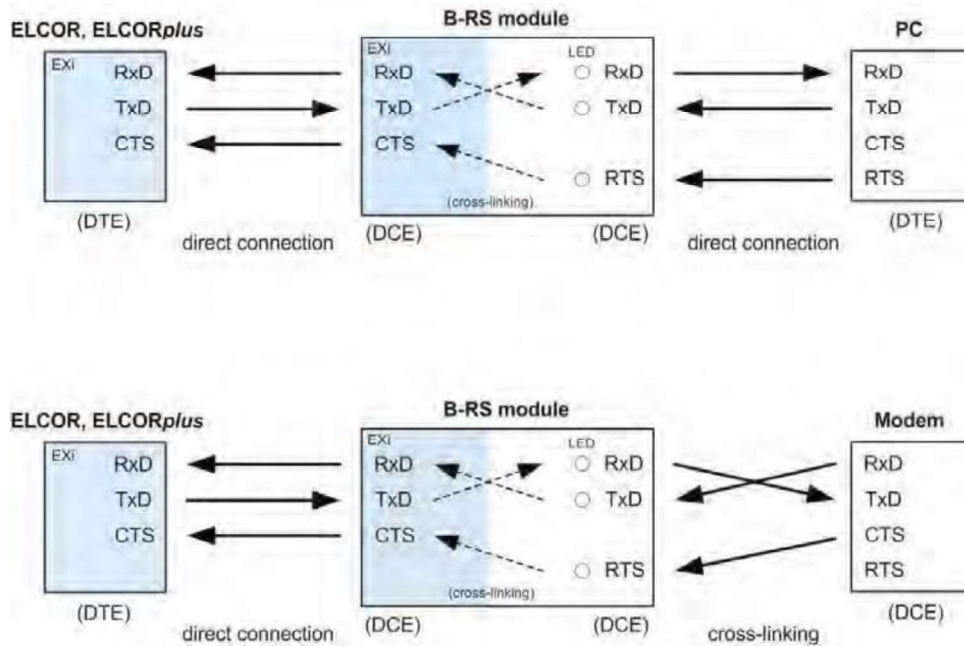 B-RS module
ELCOR, ELCORplus
PC
EXi
EXi
LED
RxD
RxD
RxD
RxD
TxD
TxD
TxD
TxD
CTS
CTS
CTS
RTS
RTS
(cross-linking)
(DTE)
(DCE)
(DCE)
(DTE)
direct connection
direct connection
B-RS module
ELCOR, ELCORplus
Modem
EXi
EXi
LED
RxD
RxD
RxD
RxD
TxD
TxD
TxD
TxD
CTS
CTS
CTS
RTS
RTS
(cross-linking)
(DTE)
(DCE)
(DCE)
(DCE)
direct connection
cross-linking